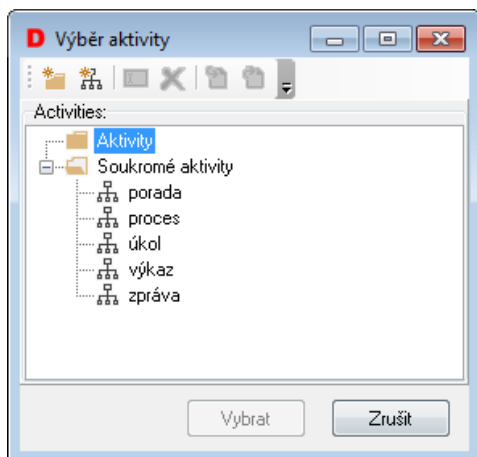 D Výběr aktivity
Activities:
Aktivity
Soukromé aktivity
porada
proces
úkol
výkaz
zpráva
Vybrat Zrušit